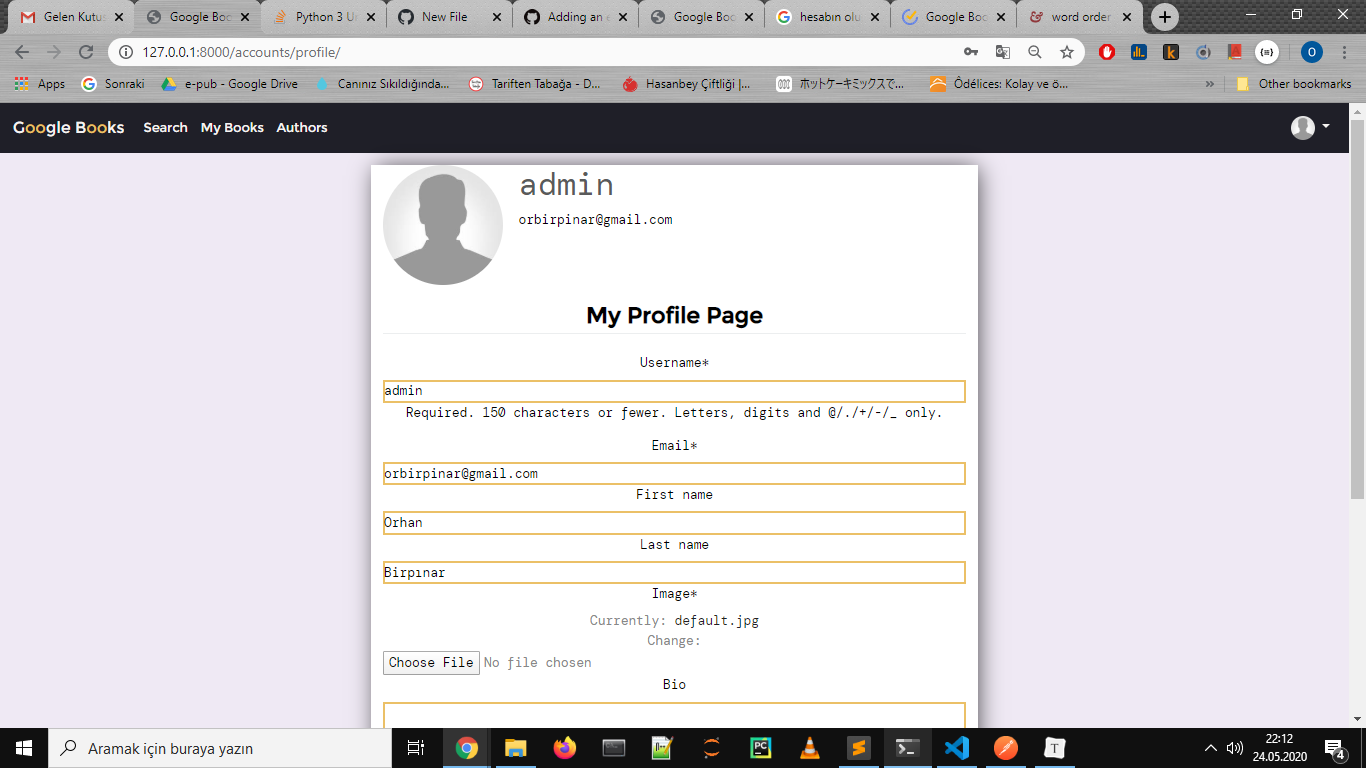 Gelen Kutus
Google Boo
Python 3 Un
New File
Adding an e
Google Boo
hesabın olu
Google Boo
word order
127.0.0.1:8000/accounts/profile/
Apps
Sonraki
e-pub - Google Drive
Canınız Sıkıldığında...
Tariften Tabağa - D...
Hasanbey Çiftliği |...
ホットケーキミックスで...
Ôdélices: Kolay ve ö...
»
Other bookmarks
Google Books
Search
My Books
Authors
admin
orbirpinar@gmail.com
My Profile Page
Username*
admin
Required. 150 characters or fewer. Letters, digits and @/./+/-/_ only.
Email*
orbirpinar@gmail.com
First name
Orhan
Last name
Birpınar
Image*
Currently: default.jpg
Change:
Choose File No file chosen
Bio
Aramak için buraya yazın
22:12
24.05.2020
4